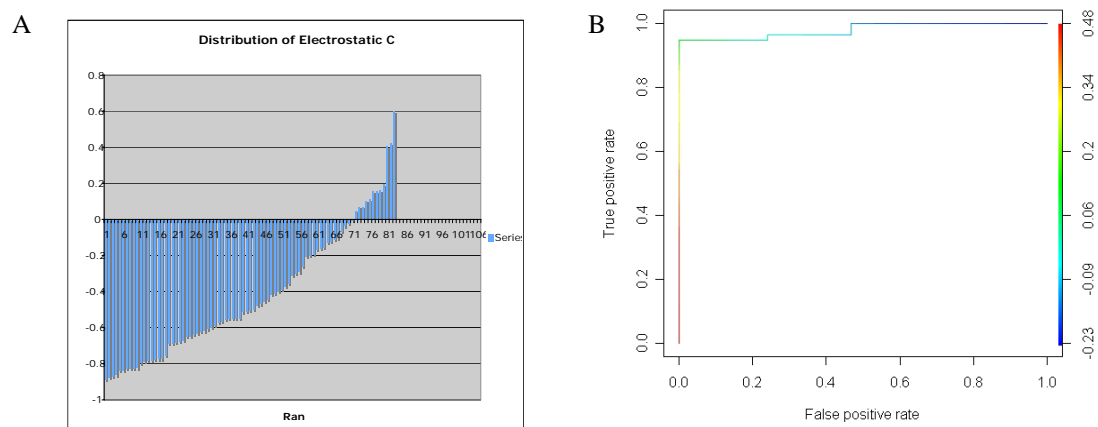 A
Distribution of Electrostatic C
0.8
0.6
0.4
0.2
0
-0.2
-0.4
-0.6
-0.8
-1
1 6 11 16 21 26 31 36 41 46 51 56 61 66 71 76 81 86 91 96 101 106
Series
Ran
B
True positive rate
1.0
0.8
0.6
0.4
0.2
0.0
0.0 0.2 0.4 0.6 0.8 1.0
False positive rate
0.48
0.34
0.2
0.06
-0.09
-0.23